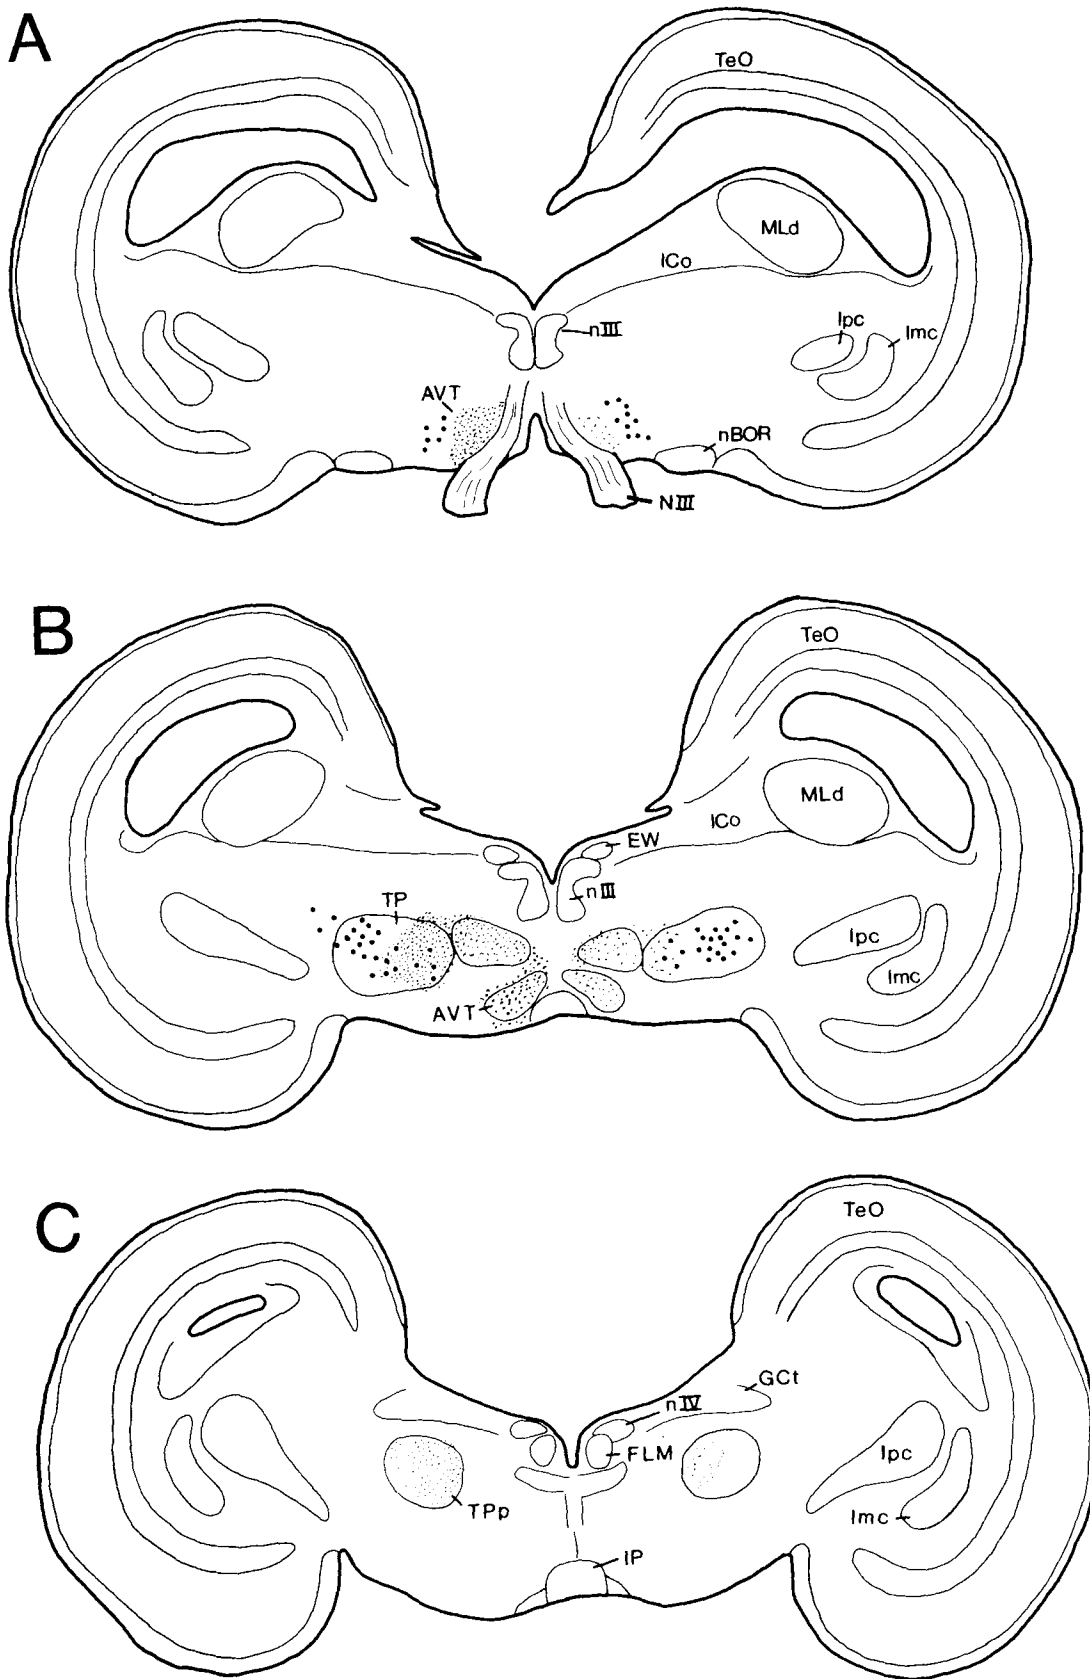 A
TeO
MLd
ICo
nIII
Ipc
Imc
AVT
nBOR
NIII
B
TeO
MLd
ICo
EW
TP
nIII
Ipc
Imc
AVT
C
TeO
GCt
nIV
FLM
Ipc
TPp
Imc
IP